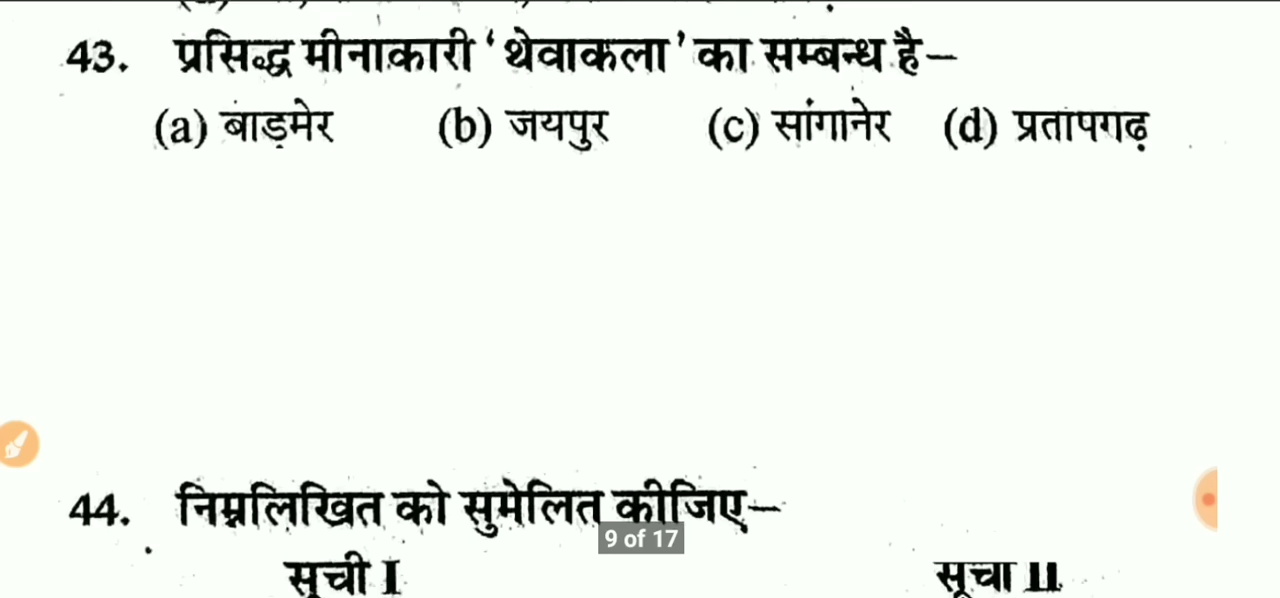 43. प्रसिद्ध मीनाकारी 'थेवाकला' का सम्बन्ध है–
(a) बाड़मेर (b) जयपुर (c) सांगानेर (d) प्रतापगढ़
44. निम्नलिखित को सुमेलित कीजिए–
9 of 17
सूची I सूची II